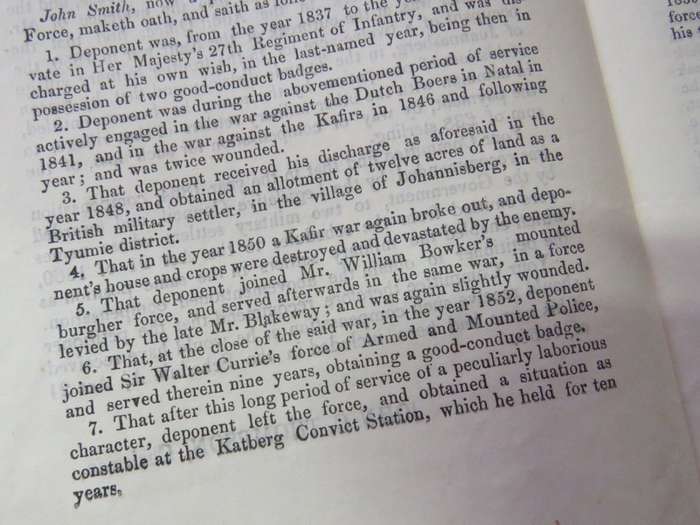 John Smith, now a
Force, maketh oath, and saith as
1. Deponent was, from the year 1837 to the
vate in Her Majesty's 27th Regiment of Infantry, and was
charged at his own wish, in the last-named year, being then in
possession of two good-conduct badges.
2. Deponent was during the abovementioned period of service
actively engaged in the war against the Dutch Boers in Natal in
1841, and in the war against the Kafirs in 1846 and following
year; and was twice wounded.
3. That deponent received his discharge as aforesaid in the
year 1848, and obtained an allotment of twelve acres of land as a
British military settler, in the village of Johannisberg, in the
Tyumie district.
4. That in the year 1850 a Kafir war again broke out, and depo-
nent's house and crops were destroyed and devastated by the enemy.
5. That deponent joined Mr. William Bowker's mounted
burgher force, and served afterwards in the same war, in a force
levied by the late Mr. Blakeway; and was again slightly wounded.
6. That, at the close of the said war, in the year 1852, deponent
joined Sir Walter Currie's force of Armed and Mounted Police,
and served therein nine years, obtaining a good-conduct badge.
7. That after this long period of service of a peculiarly laborious
character, deponent left the force, and obtained a situation as
constable at the Katberg Convict Station, which he held for ten
years.
force
his